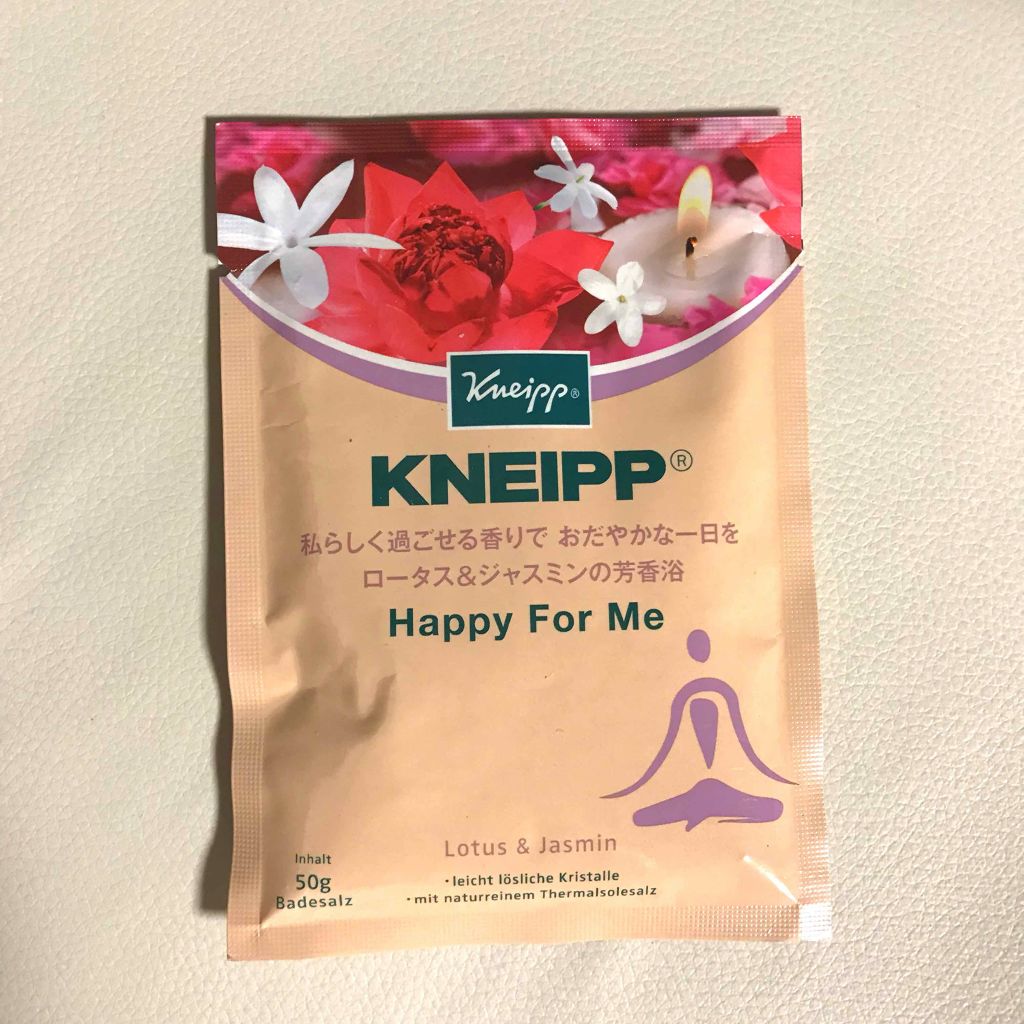 Kneipp®
KNEIPP®
私らしく過ごせる香りで おだやかな一日を
ロータス&ジャスミンの芳香浴
Happy For Me
Lotus & Jasmin
Inhalt
50g
Badesalz
・leicht lösliche Kristalle
・mit naturreinem Thermalsolesalz